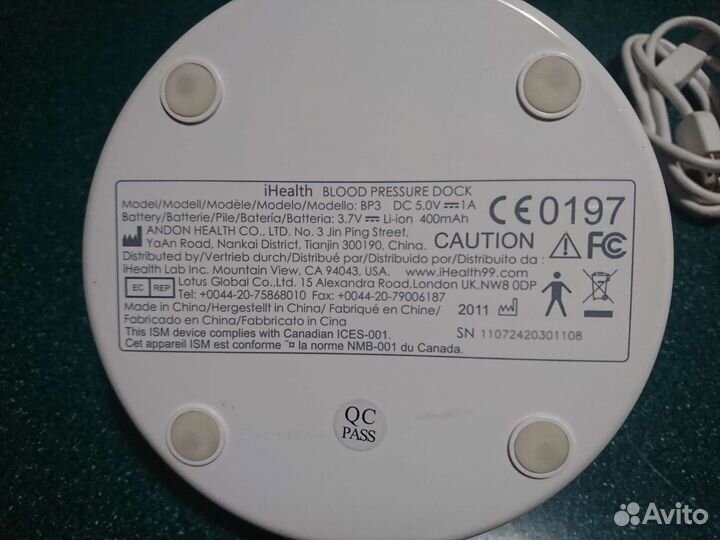 iHealth BLOOD PRESSURE DOCK
Model/Modell/Modèle/Modelo/Modello: BP3 DC 5.0V⎓1A
Battery/Batterie/Pile/Batería/Batteria: 3.7V⎓ Li-ion 400mAh
ANDON HEALTH CO., LTD. No. 3 Jin Ping Street,
YaAn Road, Nankai District, Tianjin 300190, China.
CE0197
CAUTION FC
Distributed by/Vertrieb durch/Distribué par/Distribuido por/Distribuito da :
iHealth Lab Inc. Mountain View, CA 94043, USA. www.iHealth99.com
EC REP Lotus Global Co.,Ltd. 15 Alexandra Road,London UK,NW8 0DP
Tel: +0044-20-75868010 Fax: +0044-20-79006187
Made in China/Hergestellt in China/ Fabriqué en Chine/
Fabricado en China/Fabbricato in Cina
2011
This ISM device complies with Canadian ICES-001.
SN 11072420301108
Cet appareil ISM est conforme ¨¤ la norme NMB-001 du Canada.
QC
PASS
Avito